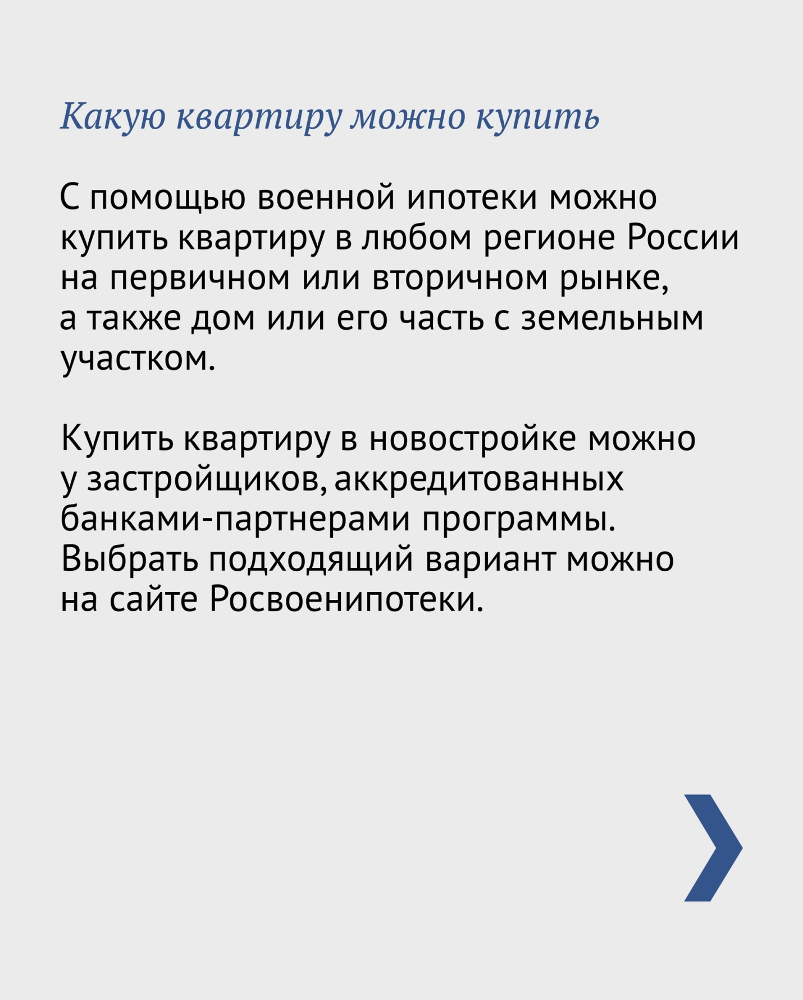 Какую квартиру можно купить
С помощью военной ипотеки можно
купить квартиру в любом регионе России
на первичном или вторичном рынке,
а также дом или его часть с земельным
участком.
Купить квартиру в новостройке можно
у застройщиков, аккредитованных
банками-партнерами программы.
Выбрать подходящий вариант можно
на сайте Росвоенипотеки.